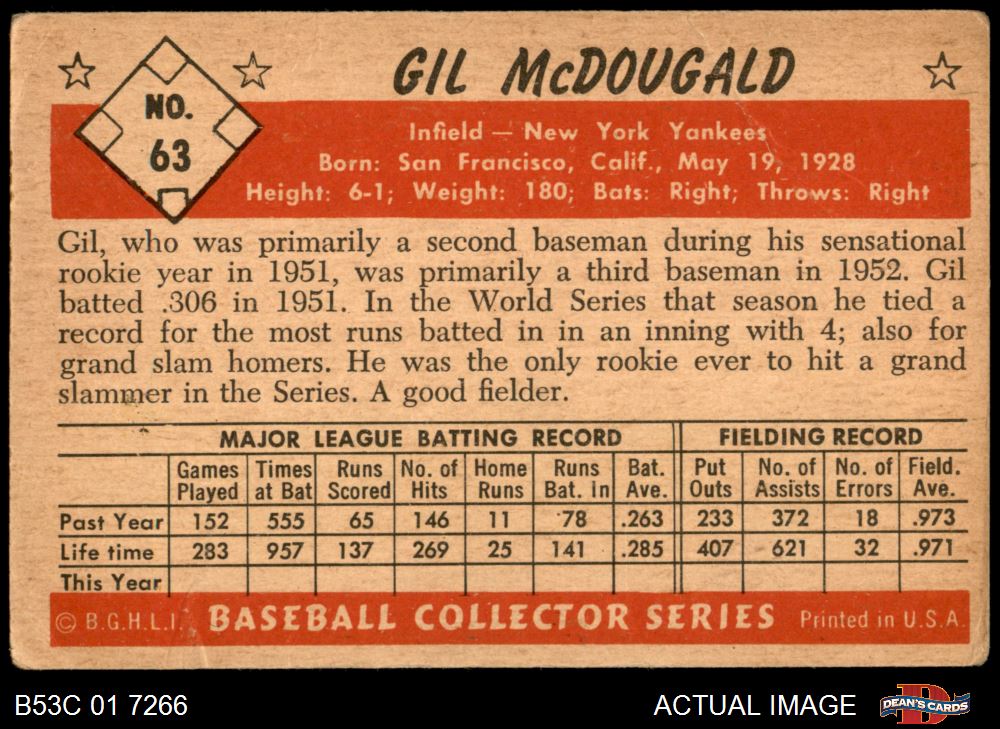 GIL McDOUGALD
NO.
63
Infield — New York Yankees
Born: San Francisco, Calif., May 19, 1928
Height: 6-1; Weight: 180; Bats: Right; Throws: Right
Gil, who was primarily a second baseman during his sensational
rookie year in 1951, was primarily a third baseman in 1952. Gil
batted .306 in 1951. In the World Series that season he tied a
record for the most runs batted in in an inning with 4; also for
grand slam homers. He was the only rookie ever to hit a grand
slammer in the Series. A good fielder.
MAJOR LEAGUE BATTING RECORD FIELDING RECORD
Games Times Runs No. of Home Runs Bat. Put No. of No. of Field.
Played at Bat Scored Hits Runs Bat. In Ave. Outs Assists Errors Ave.
Past Year 152 555 65 146 11 78 .263 233 372 18 .973
Life time 283 957 137 269 25 141 .285 407 621 32 .971
This Year
© B.G.H.L.I. BASEBALL COLLECTOR SERIES Printed in U.S.A.
B53C 01 7266 ACTUAL IMAGE D DEAN'S CARDS